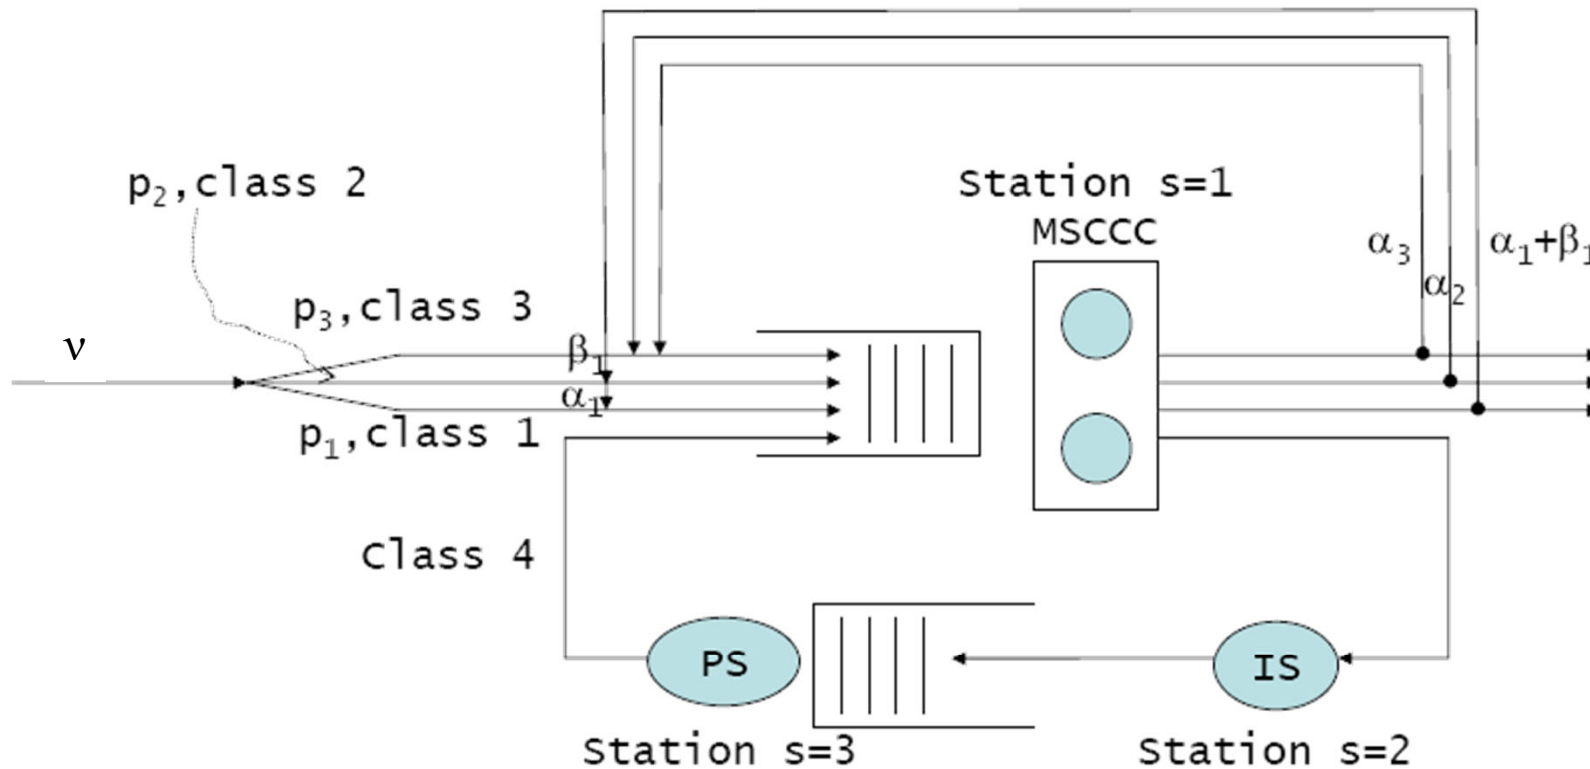 Station s=1
p₂,class 2
MSCCC
α₃
α₁+β₁
α₂
p₃,class 3
ν
β₁
α₁
p₁,class 1
Class 4
PS
IS
Station s=3
Station s=2